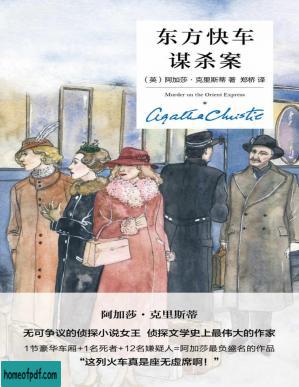 东方快车
谋杀案
（英）阿加莎·克里斯蒂 著 郑桥 译
Murder on the Orient Express
Agatha Christie
阿加莎·克里斯蒂
无可争议的侦探小说女王 侦探文学史上最伟大的作家
1节豪华车厢+1名死者+12名嫌疑人=阿加莎最负盛名的作品
“这列火车真是座无虚席啊！”
homeofpdf.com